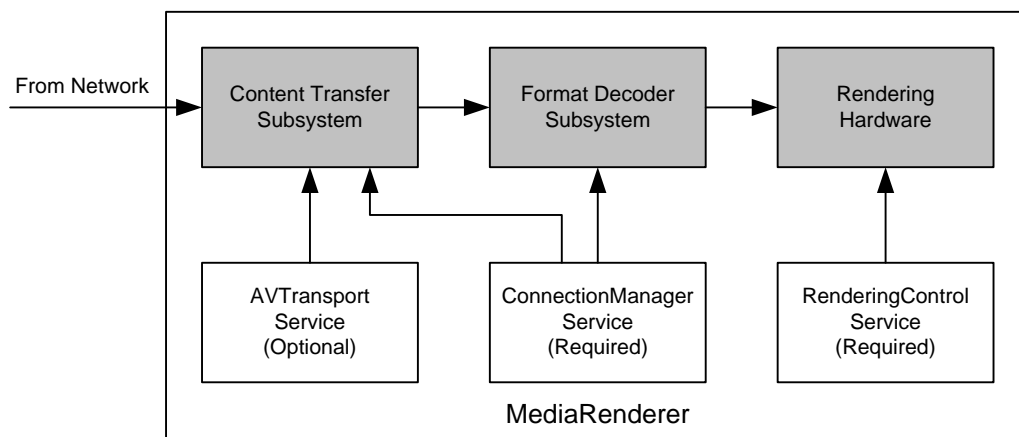 From Network
Content Transfer
Subsystem
Format Decoder
Subsystem
Rendering
Hardware
AVTransport
Service
(Optional)
ConnectionManager
Service
(Required)
RenderingControl
Service
(Required)
MediaRenderer